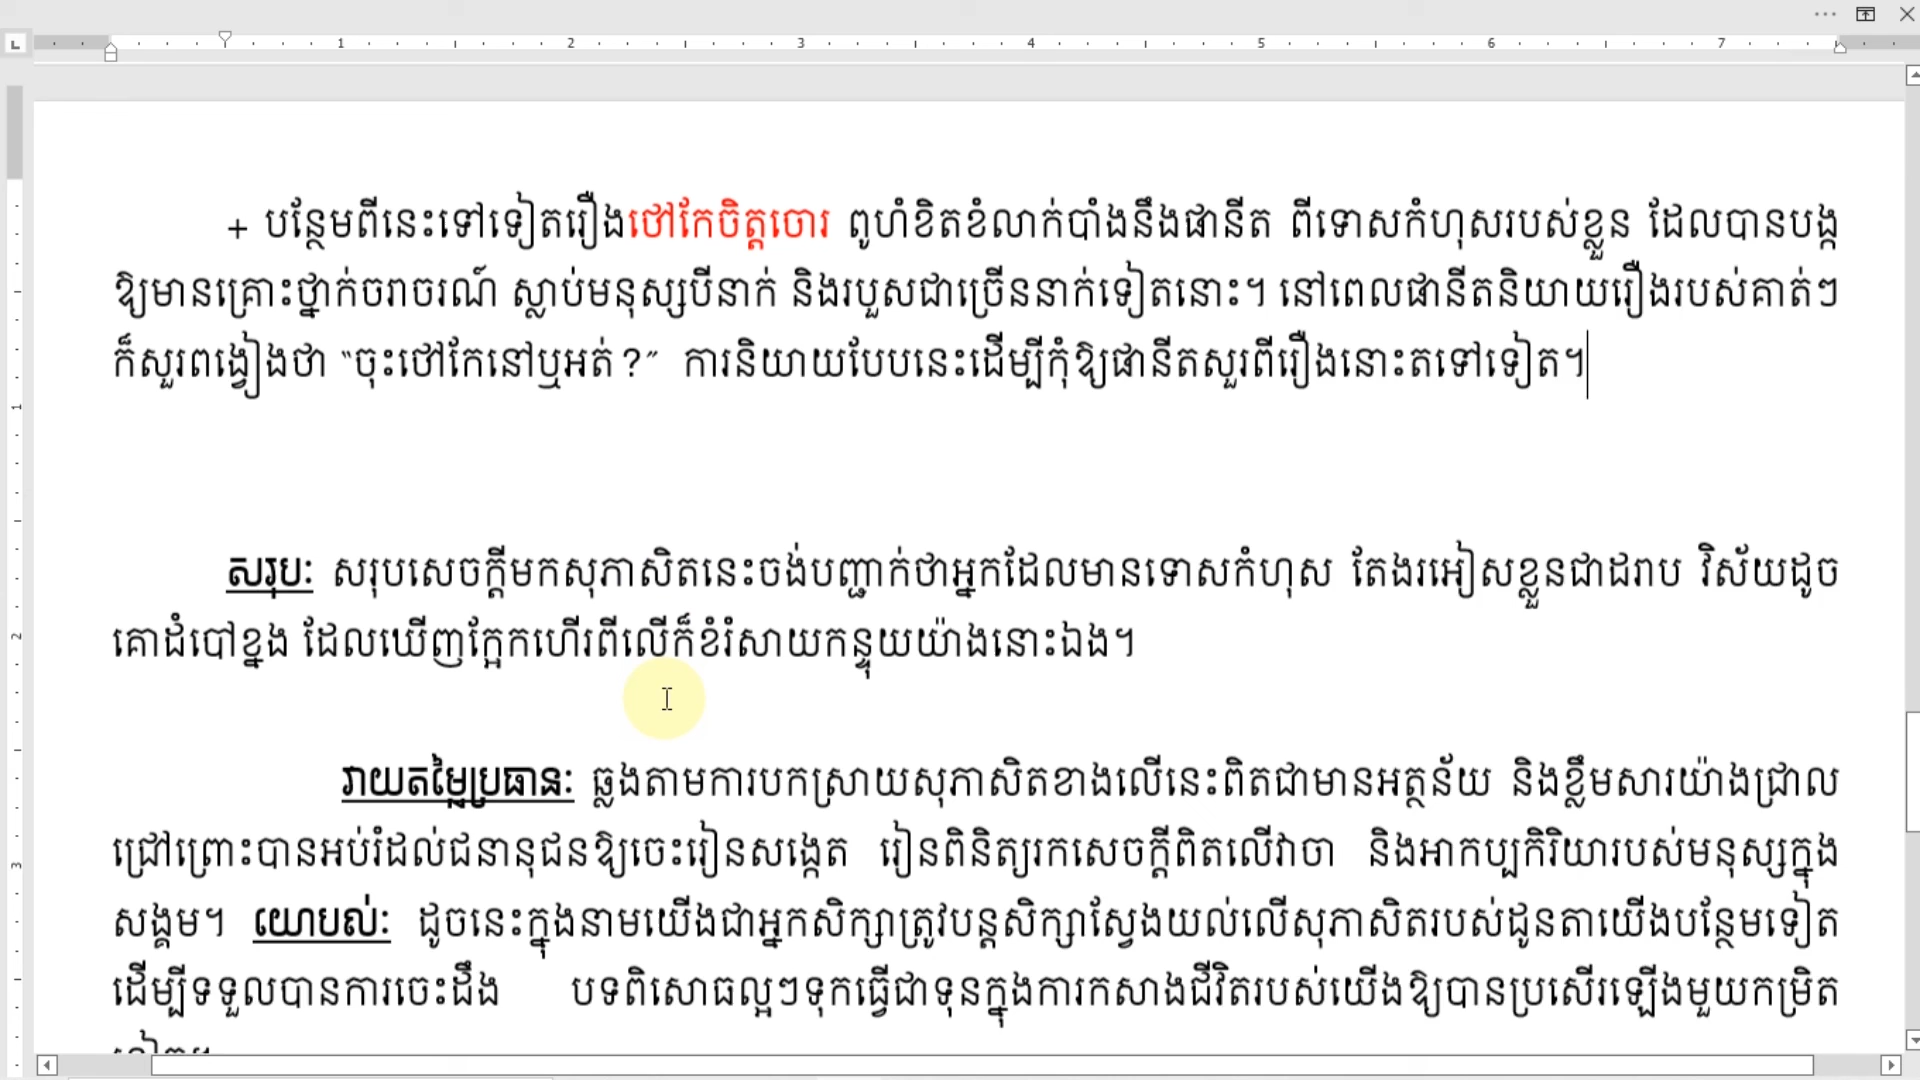 1 2 3 4 5 6 7
+ បន្ថែមពីនេះទៅទៀតរឿងថៅកែចិត្តចោរ ពូហំខិតខំលាក់បាំងនឹងផានីត ពីទោសកំហុសរបស់ខ្លួន ដែលបានបង្ក
ឱ្យមានគ្រោះថ្នាក់ចរាចរណ៍ ស្លាប់មនុស្សបីនាក់ និងរបួសជាច្រើននាក់ទៀតនោះ។ នៅពេលផានីតនិយាយរឿងរបស់គាត់ៗ
ក៏សួរពង្វៀងថា “ចុះថៅកែនៅឬអត់?” ការនិយាយបែបនេះដើម្បីកុំឱ្យផានីតសួរពីរឿងនោះតទៅទៀត។
សរុបៈ សរុបសេចក្តីមកសុភាសិតនេះចង់បញ្ជាក់ថាអ្នកដែលមានទោសកំហុស តែងរអៀសខ្លួនជាដរាប វិស័យដូច
គោដំបៅខ្នង ដែលឃើញក្អែកហើរពីលើក៏ខំរំសាយកន្ទុយយ៉ាងនោះឯង។
វាយតម្លៃប្រធានៈ ឆ្លងតាមការបកស្រាយសុភាសិតខាងលើនេះពិតជាមានអត្ថន័យ និងខ្លឹមសារយ៉ាងជ្រាល
ជ្រៅព្រោះបានអប់រំដល់ជនានុជនឱ្យចេះរៀនសង្កេត រៀនពិនិត្យរកសេចក្តីពិតលើវាចា និងអាកប្បកិរិយារបស់មនុស្សក្នុង
សង្គម។ យោបល់ៈ ដូចនេះក្នុងនាមយើងជាអ្នកសិក្សាត្រូវបន្តសិក្សាស្វែងយល់លើសុភាសិតរបស់ដូនតាយើងបន្ថែមទៀត
ដើម្បីទទួលបានការចេះដឹង បទពិសោធល្អៗទុកធ្វើជាទុនក្នុងការកសាងជីវិតរបស់យើងឱ្យបានប្រសើរឡើងមួយកម្រិត